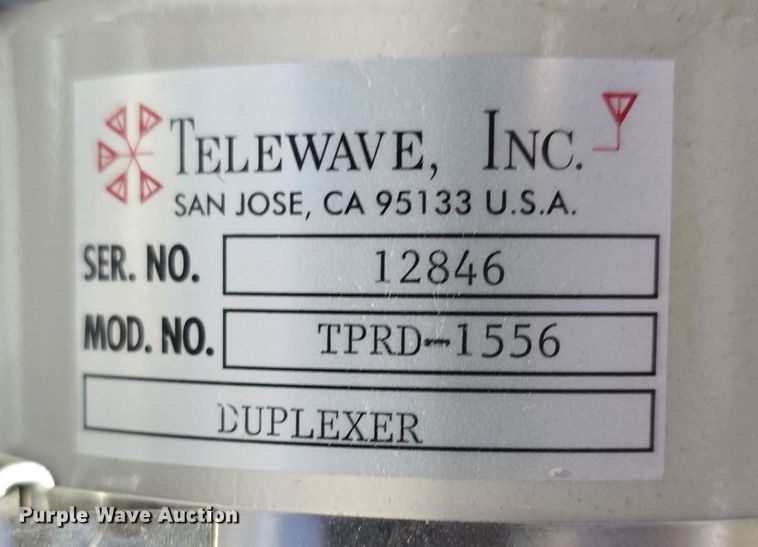 TELEWAVE, INC.
SAN JOSE, CA 95133 U.S.A.
SER. NO. 12846
MOD. NO. TPRD-1556
DUPLEXER
Purple Wave Auction